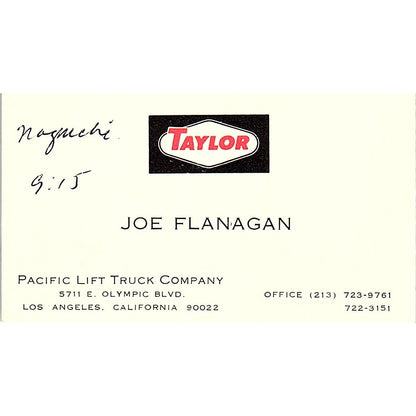 Noguchi
9:15
TAYLOR
JOE FLANAGAN
PACIFIC LIFT TRUCK COMPANY
5711 E. OLYMPIC BLVD.
LOS ANGELES, CALIFORNIA 90022
OFFICE (213) 723-9761
722-3151